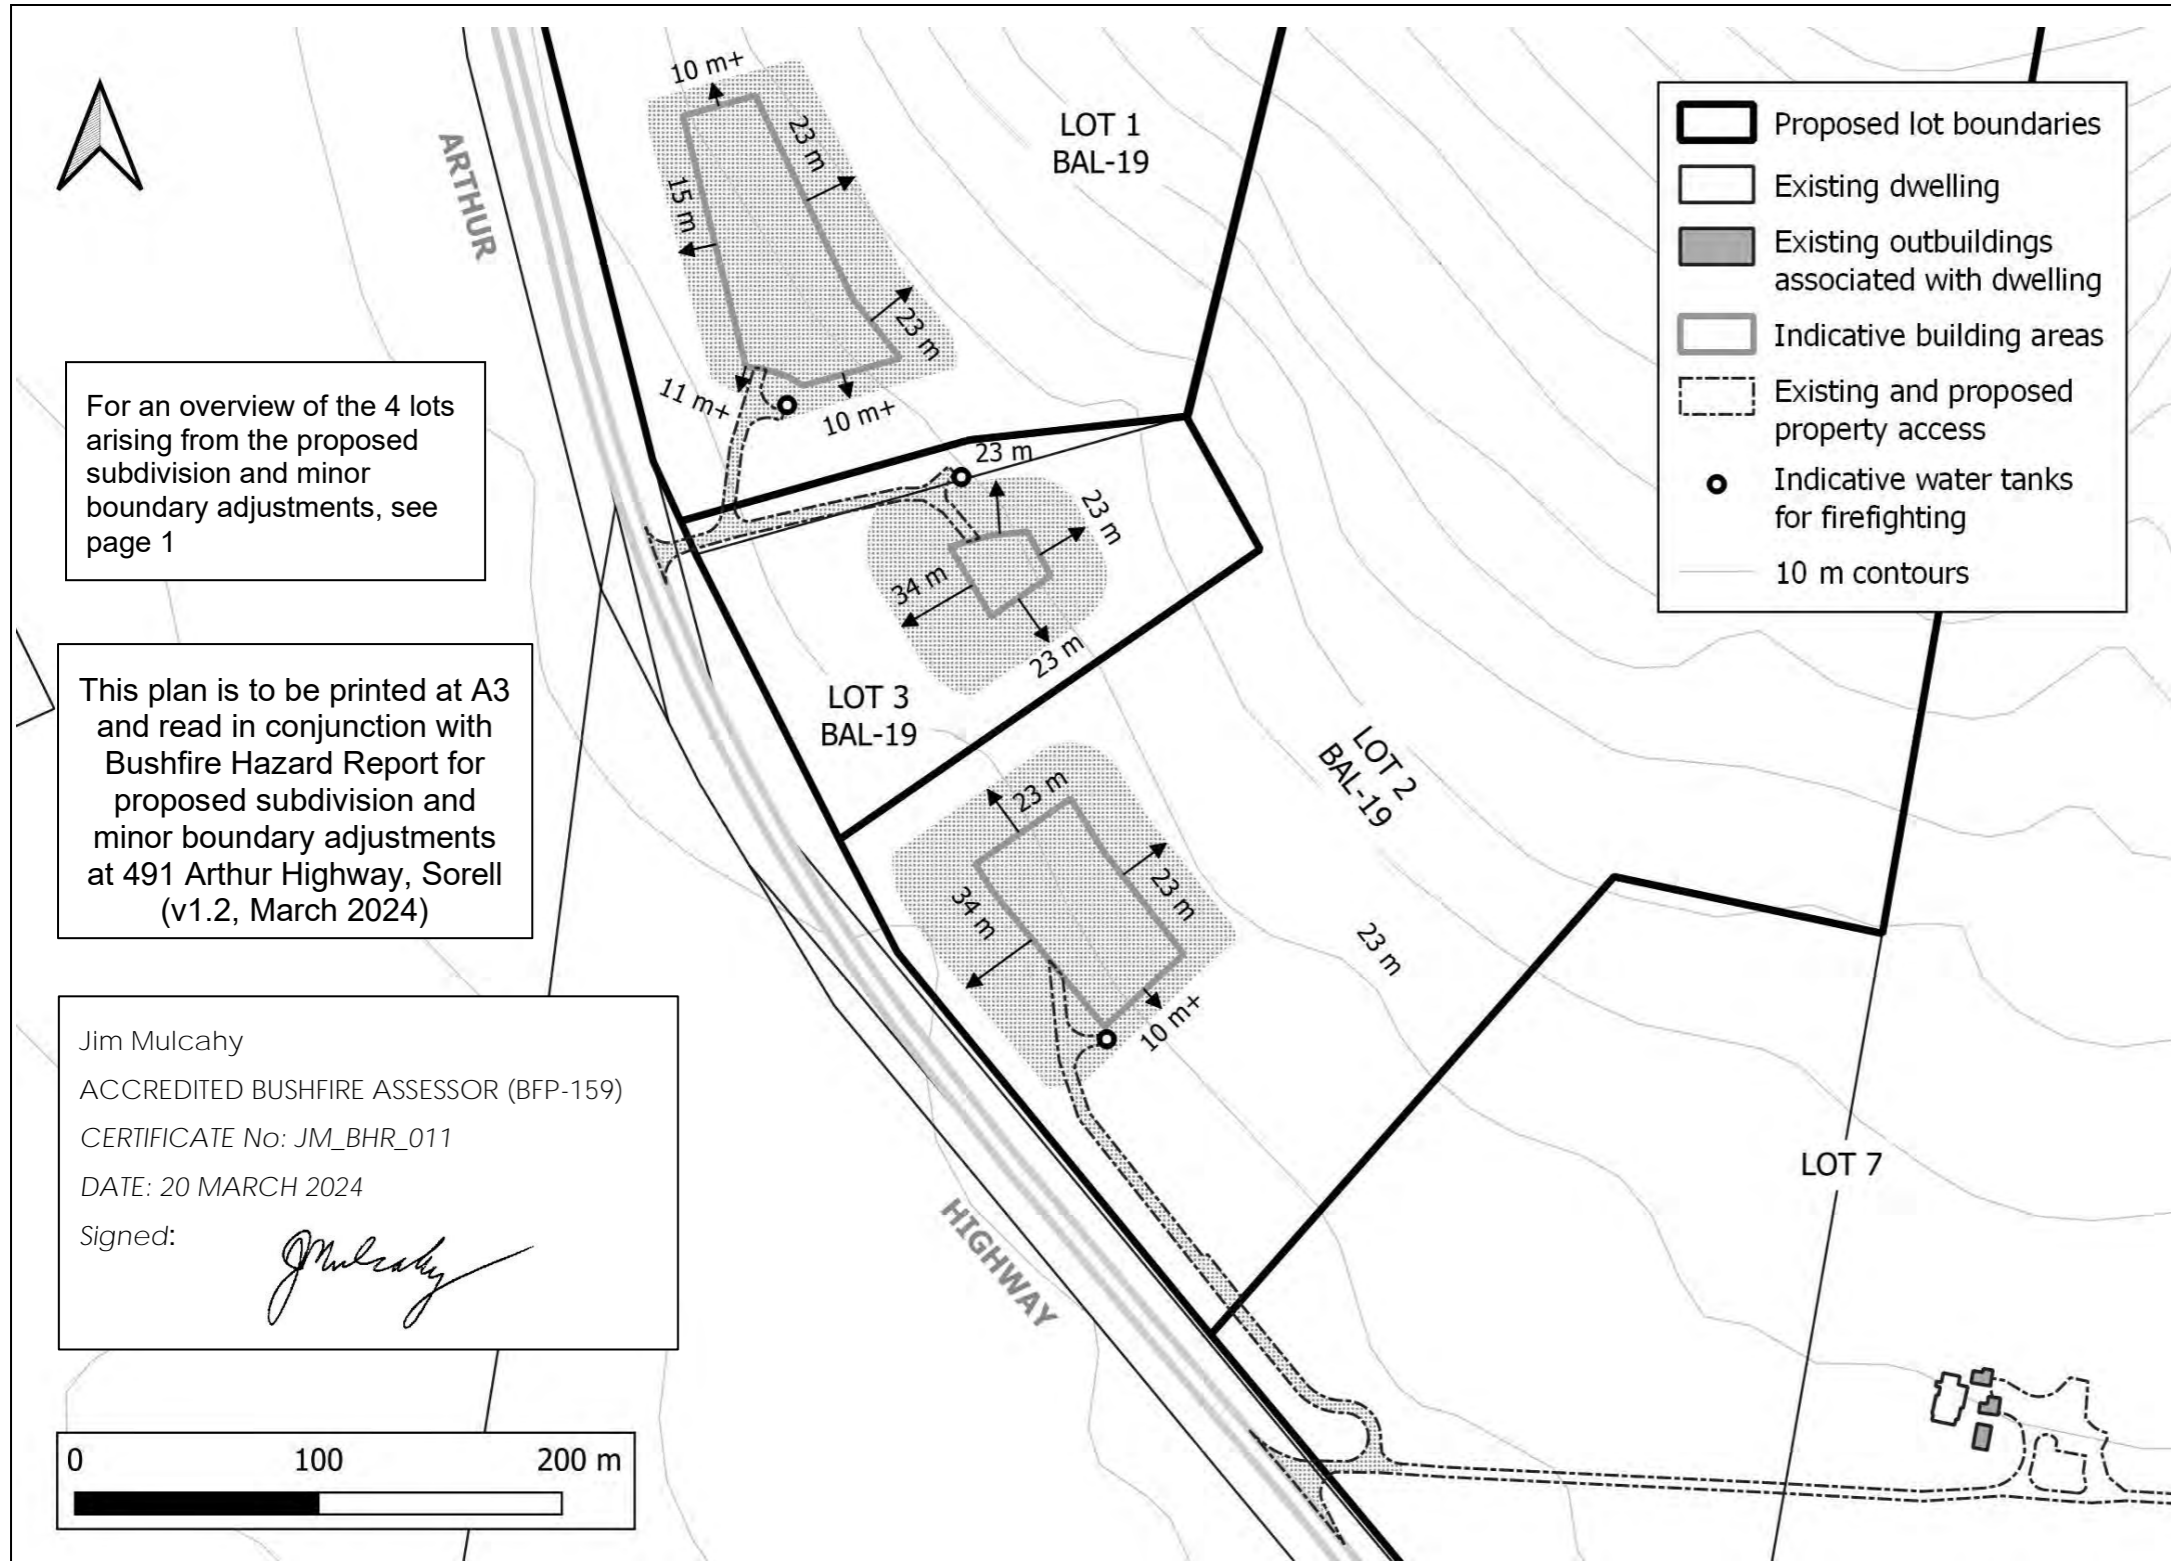 10 m+
23 m
15 m
23 m
11 m+
10 m+
ARTHUR
LOT 1
BAL-19
23 m
23 m
34 m
23 m
LOT 3
BAL-19
LOT 2
BAL-19
23 m
23 m
34 m
10 m+
23 m
HIGHWAY
LOT 7
Proposed lot boundaries
Existing dwelling
Existing outbuildings
associated with dwelling
Indicative building areas
Existing and proposed
property access
Indicative water tanks
for firefighting
10 m contours
For an overview of the 4 lots
arising from the proposed
subdivision and minor
boundary adjustments, see
page 1
This plan is to be printed at A3
and read in conjunction with
Bushfire Hazard Report for
proposed subdivision and
minor boundary adjustments
at 491 Arthur Highway, Sorell
(v1.2, March 2024)
Jim Mulcahy
ACCREDITED BUSHFIRE ASSESSOR (BFP-159)
CERTIFICATE No: JM_BHR_011
DATE: 20 MARCH 2024
Signed:
JMulcahy
0 100 200 m